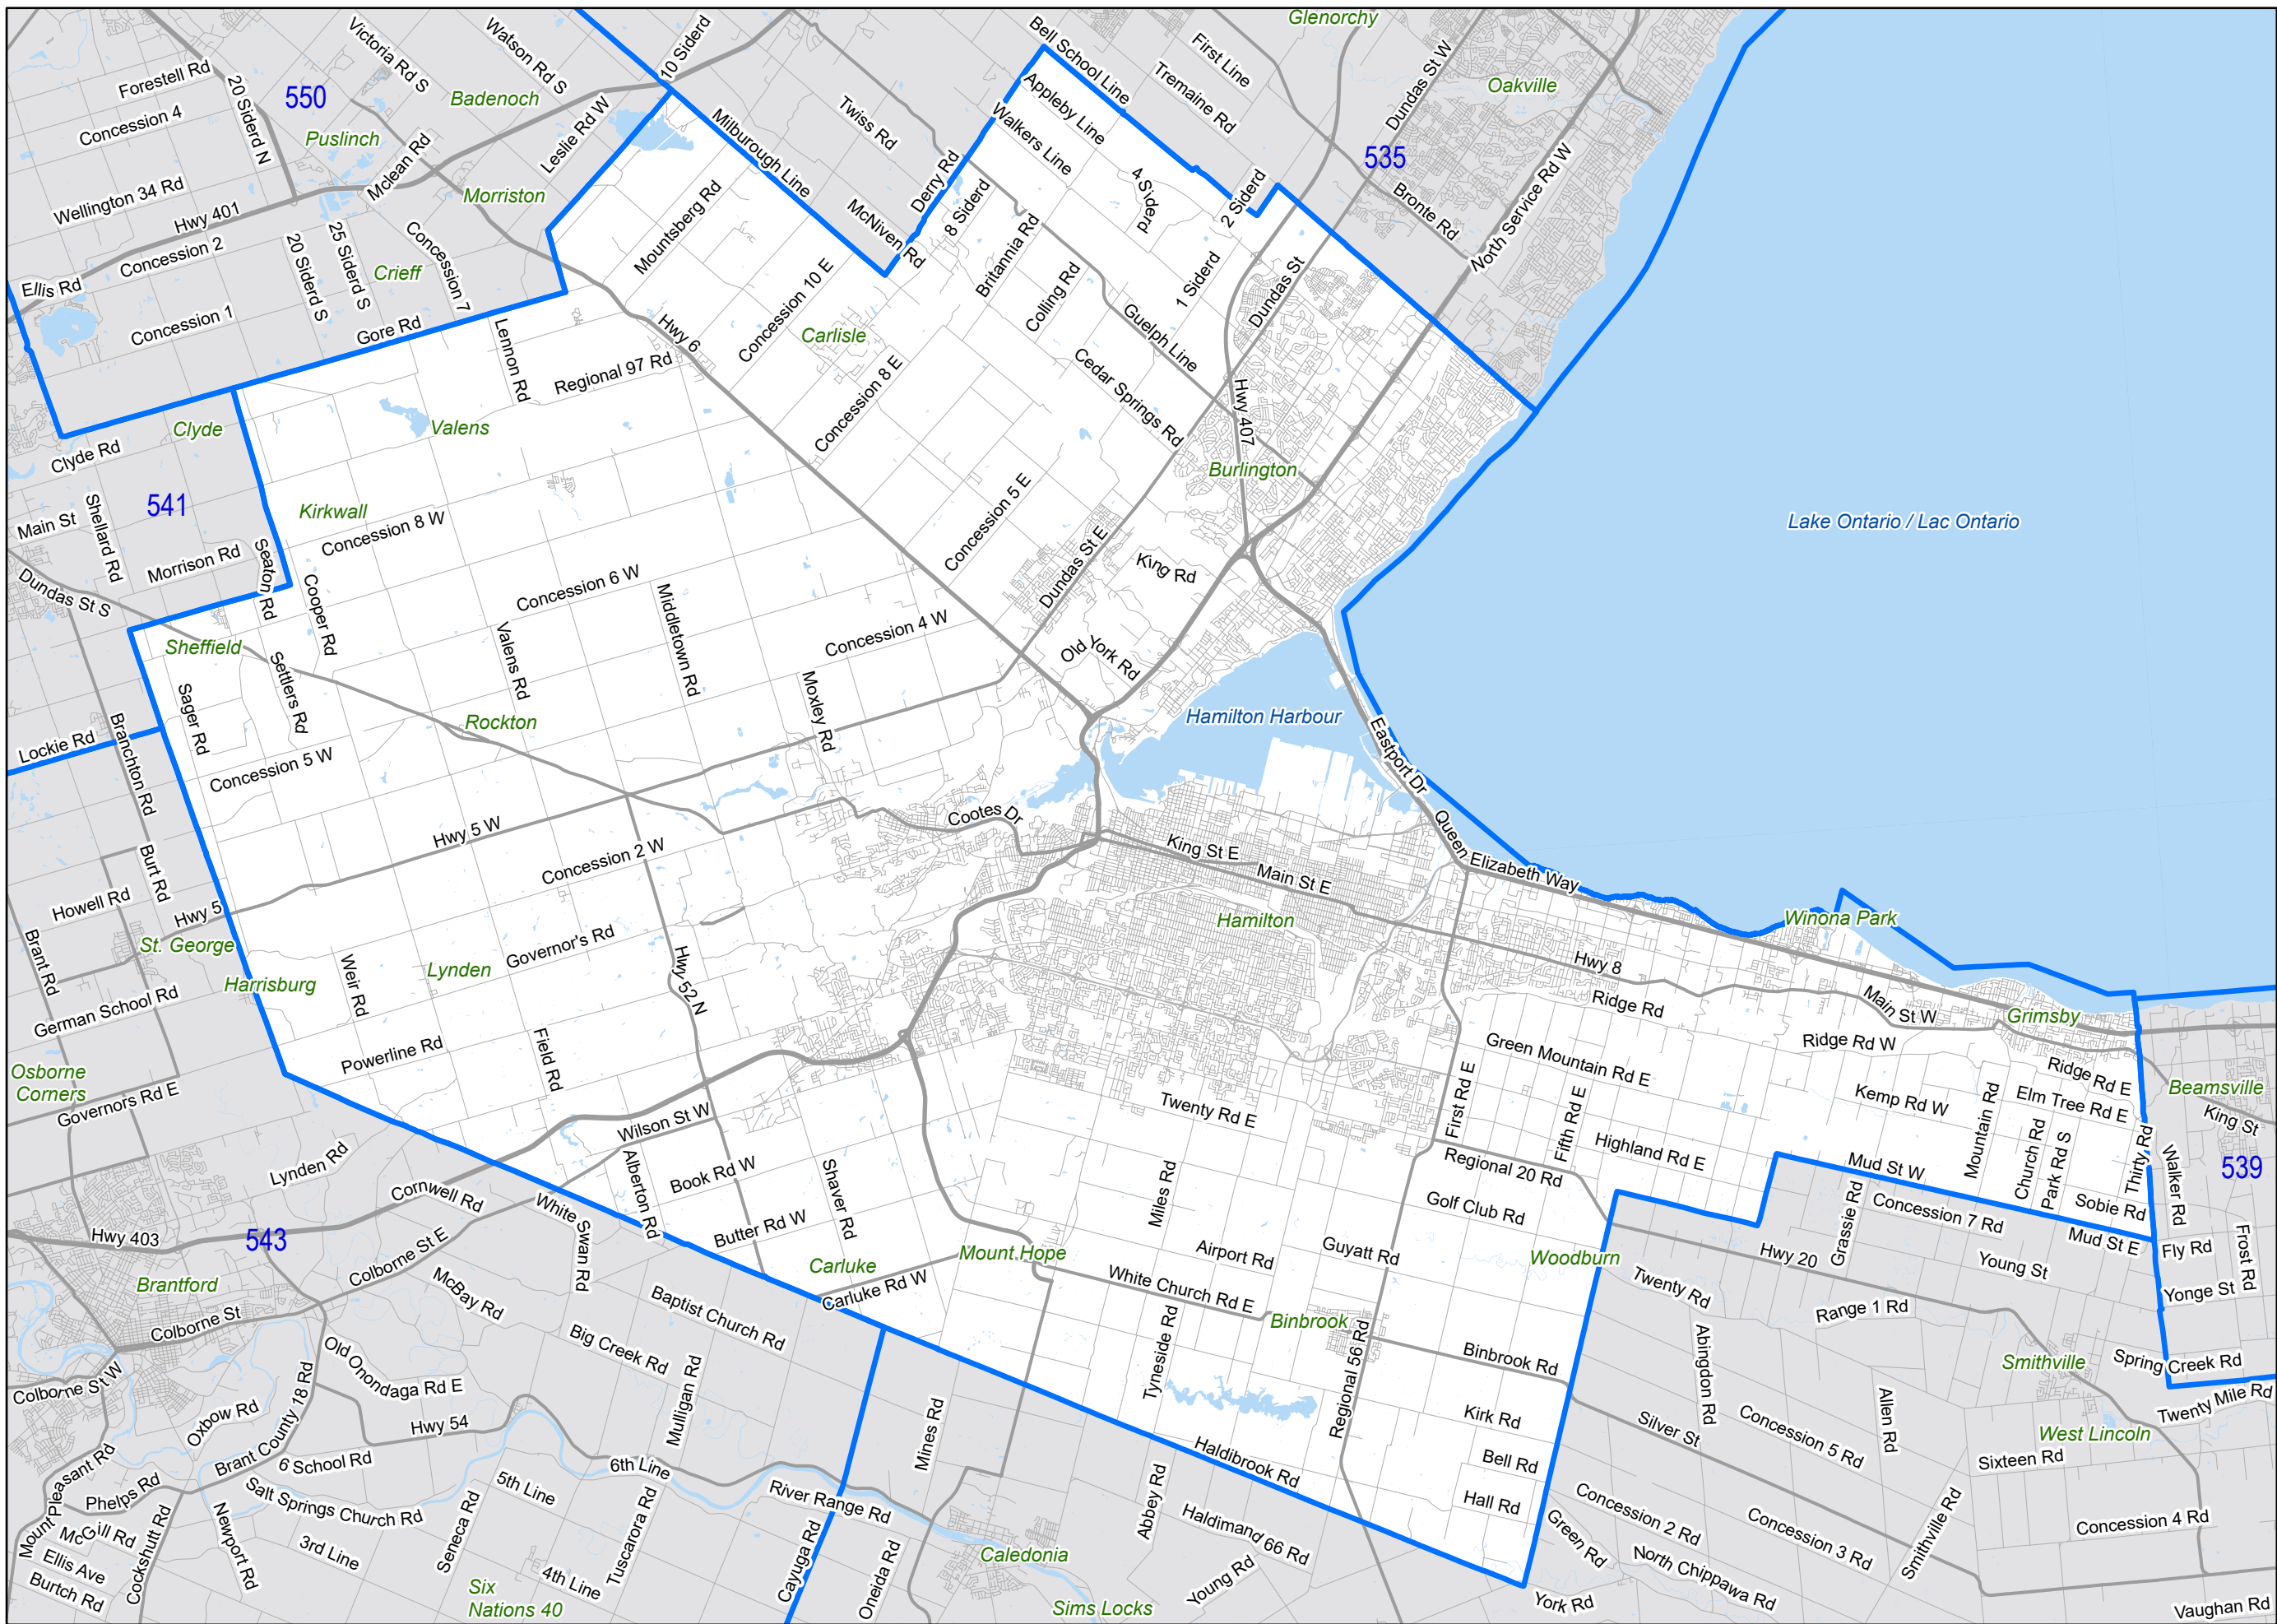 Glenorchy
Victoria Rd S
Watson Rd S
10 Siderd
Bell School Line
First Line
Dundas St W
Forestell Rd
20 Siderd N
550
Badenoch
Appleby Line
Tremaine Rd
Oakville
Concession 4
Puslinch
Leslie Rd W
Milburough Line
Twiss Rd
Walkers Line
535
Mclean Rd
Wellington 34 Rd
Morriston
Hwy 401
Mountsberg Rd
Derry Rd
8 Siderd
4 Siderd
2 Siderd
Bronte Rd
North Service Rd W
McNiven Rd
Concession 2
20 Siderd S
25 Siderd S
Concession 7
Crieff
Britannia Rd
Ellis Rd
Concession 1
Gore Rd
Lennon Rd
Hwy 6
Concession 10 E
Carlisle
Colling Rd
1 Siderd
Dundas St
Guelph Line
Regional 97 Rd
Concession 8 E
Cedar Springs Rd
Hwy 407
Clyde
Valens
Clyde Rd
Burlington
541
Kirkwall
Shellard Rd
Main St
Concession 8 W
Concession 5 E
Lake Ontario / Lac Ontario
Morrison Rd
Seaton Rd
Dundas St S
Cooper Rd
Concession 6 W
Middletown Rd
Dundas St E
King Rd
Sheffield
Settlers Rd
Valens Rd
Concession 4 W
Old York Rd
Sager Rd
Moxley Rd
Rockton
Hamilton Harbour
Lockie Rd
Branchton Rd
Concession 5 W
Eastport Dr
Hwy 5 W
Cootes Dr
Queen Elizabeth Way
Burt Rd
Concession 2 W
King St E
Main St E
Howell Rd
Hwy 5
Hamilton
Winona Park
St. George
Brant Rd
Governor's Rd
Lynden
Harrisburg
Weir Rd
Hwy 52 N
Hwy 8
German School Rd
Ridge Rd
Main St W
Grimsby
Powerline Rd
Field Rd
Green Mountain Rd E
Ridge Rd W
Osborne
Corners
Ridge Rd E
Beamsville
Governors Rd E
Kemp Rd W
Elm Tree Rd E
King St
Wilson St W
Twenty Rd E
First Rd E
Fifth Rd E
Highland Rd E
Mountain Rd
Church Rd
Park Rd S
Thirty Rd
Walker Rd
539
Lynden Rd
Alberton Rd
Book Rd W
Shaver Rd
Miles Rd
Regional 20 Rd
Mud St W
Cornwell Rd
White Swan Rd
Golf Club Rd
Grassie Rd
Concession 7 Rd
Sobie Rd
Hwy 403
543
Colborne St E
Butter Rd W
Mount Hope
Airport Rd
Guyatt Rd
Woodburn
Hwy 20
Mud St E
Fly Rd
Frost Rd
Brantford
McBay Rd
Carluke
Carluke Rd W
White Church Rd E
Twenty Rd
Young St
Yonge St
Colborne St
Baptist Church Rd
Binbrook
Range 1 Rd
Big Creek Rd
Old Onondaga Rd E
Tyneside Rd
Regional 56 Rd
Binbrook Rd
Abingdon Rd
Smithville
Spring Creek Rd
Colborne St W
Mulligan Rd
Twenty Mile Rd
Oxbow Rd
Brant County 18 Rd
Hwy 54
Mines Rd
Kirk Rd
Silver St
Concession 5 Rd
Allen Rd
West Lincoln
Mount Pleasant Rd
6 School Rd
6th Line
Haldibrook Rd
Bell Rd
Sixteen Rd
Phelps Rd
Salt Springs Church Rd
5th Line
River Range Rd
Abbey Rd
Hall Rd
McGill Rd
Cockshutt Rd
Newport Rd
3rd Line
Seneca Rd
Tuscarora Rd
Cayuga Rd
Haldimand 66 Rd
Concession 2 Rd
Concession 3 Rd
Smithville Rd
Concession 4 Rd
Ellis Ave
4th Line
Oneida Rd
Caledonia
Green Rd
North Chippawa Rd
Burtch Rd
Six
Nations 40
Sims Locks
Young Rd
York Rd
Vaughan Rd